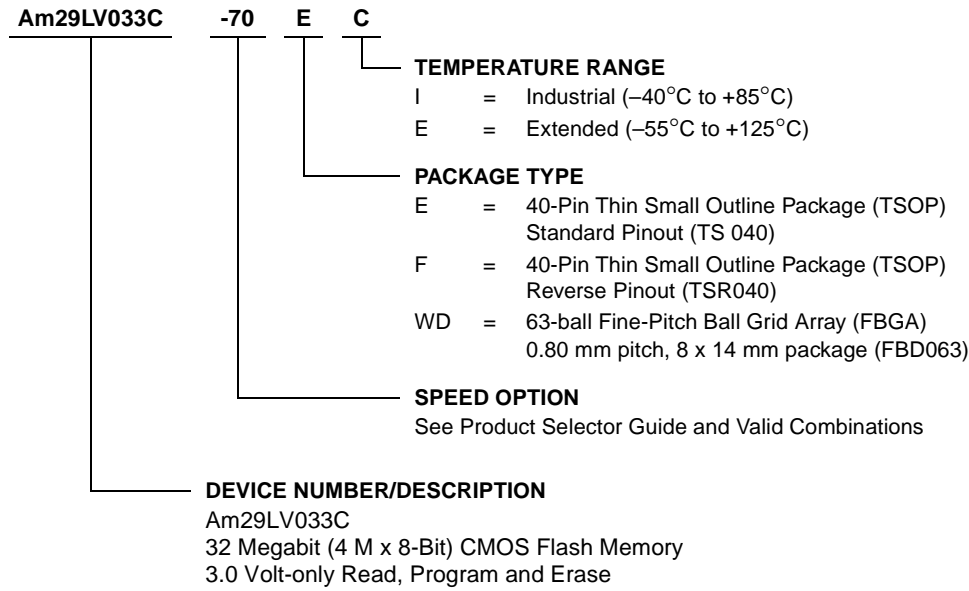 Am29LV033C -70 E C
TEMPERATURE RANGE
I = Industrial (–40°C to +85°C)
E = Extended (–55°C to +125°C)
PACKAGE TYPE
E = 40-Pin Thin Small Outline Package (TSOP)
Standard Pinout (TS 040)
F = 40-Pin Thin Small Outline Package (TSOP)
Reverse Pinout (TSR040)
WD = 63-ball Fine-Pitch Ball Grid Array (FBGA)
0.80 mm pitch, 8 x 14 mm package (FBD063)
SPEED OPTION
See Product Selector Guide and Valid Combinations
DEVICE NUMBER/DESCRIPTION
Am29LV033C
32 Megabit (4 M x 8-Bit) CMOS Flash Memory
3.0 Volt-only Read, Program and Erase